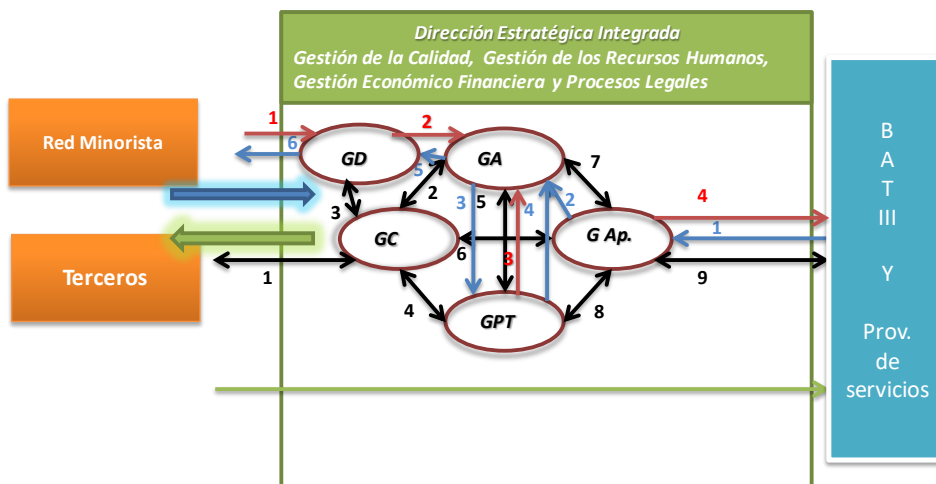 Dirección Estratégica Integrada
Gestión de la Calidad, Gestión de los Recursos Humanos,
Gestión Económico Financiera y Procesos Legales
Red Minorista
Terceros
1
2
6
GD
5
GA
7
3
2
3
5
4
2
4
1
GC
6
3
G Ap.
1
9
4
GPT
8
B
A
T
III
Y
Prov.
de
servicios